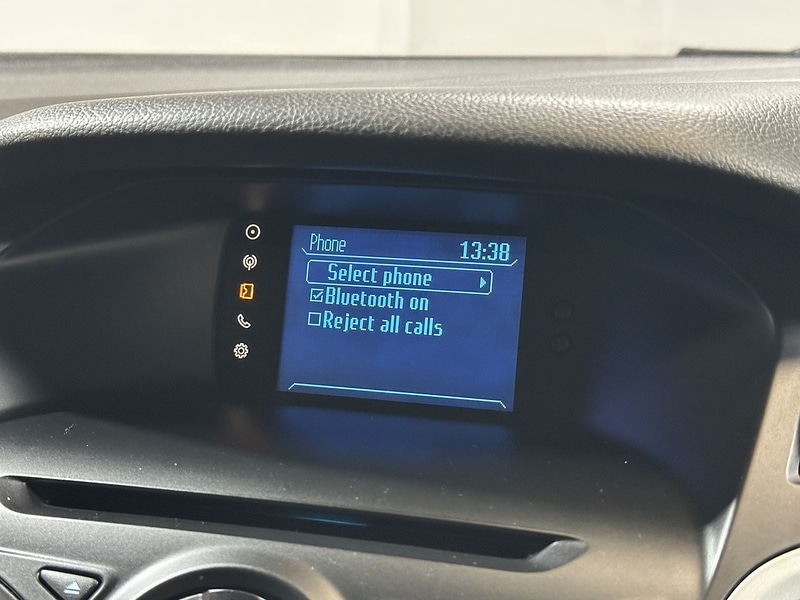 Phone 13:38
Select phone
Bluetooth on
Reject all calls